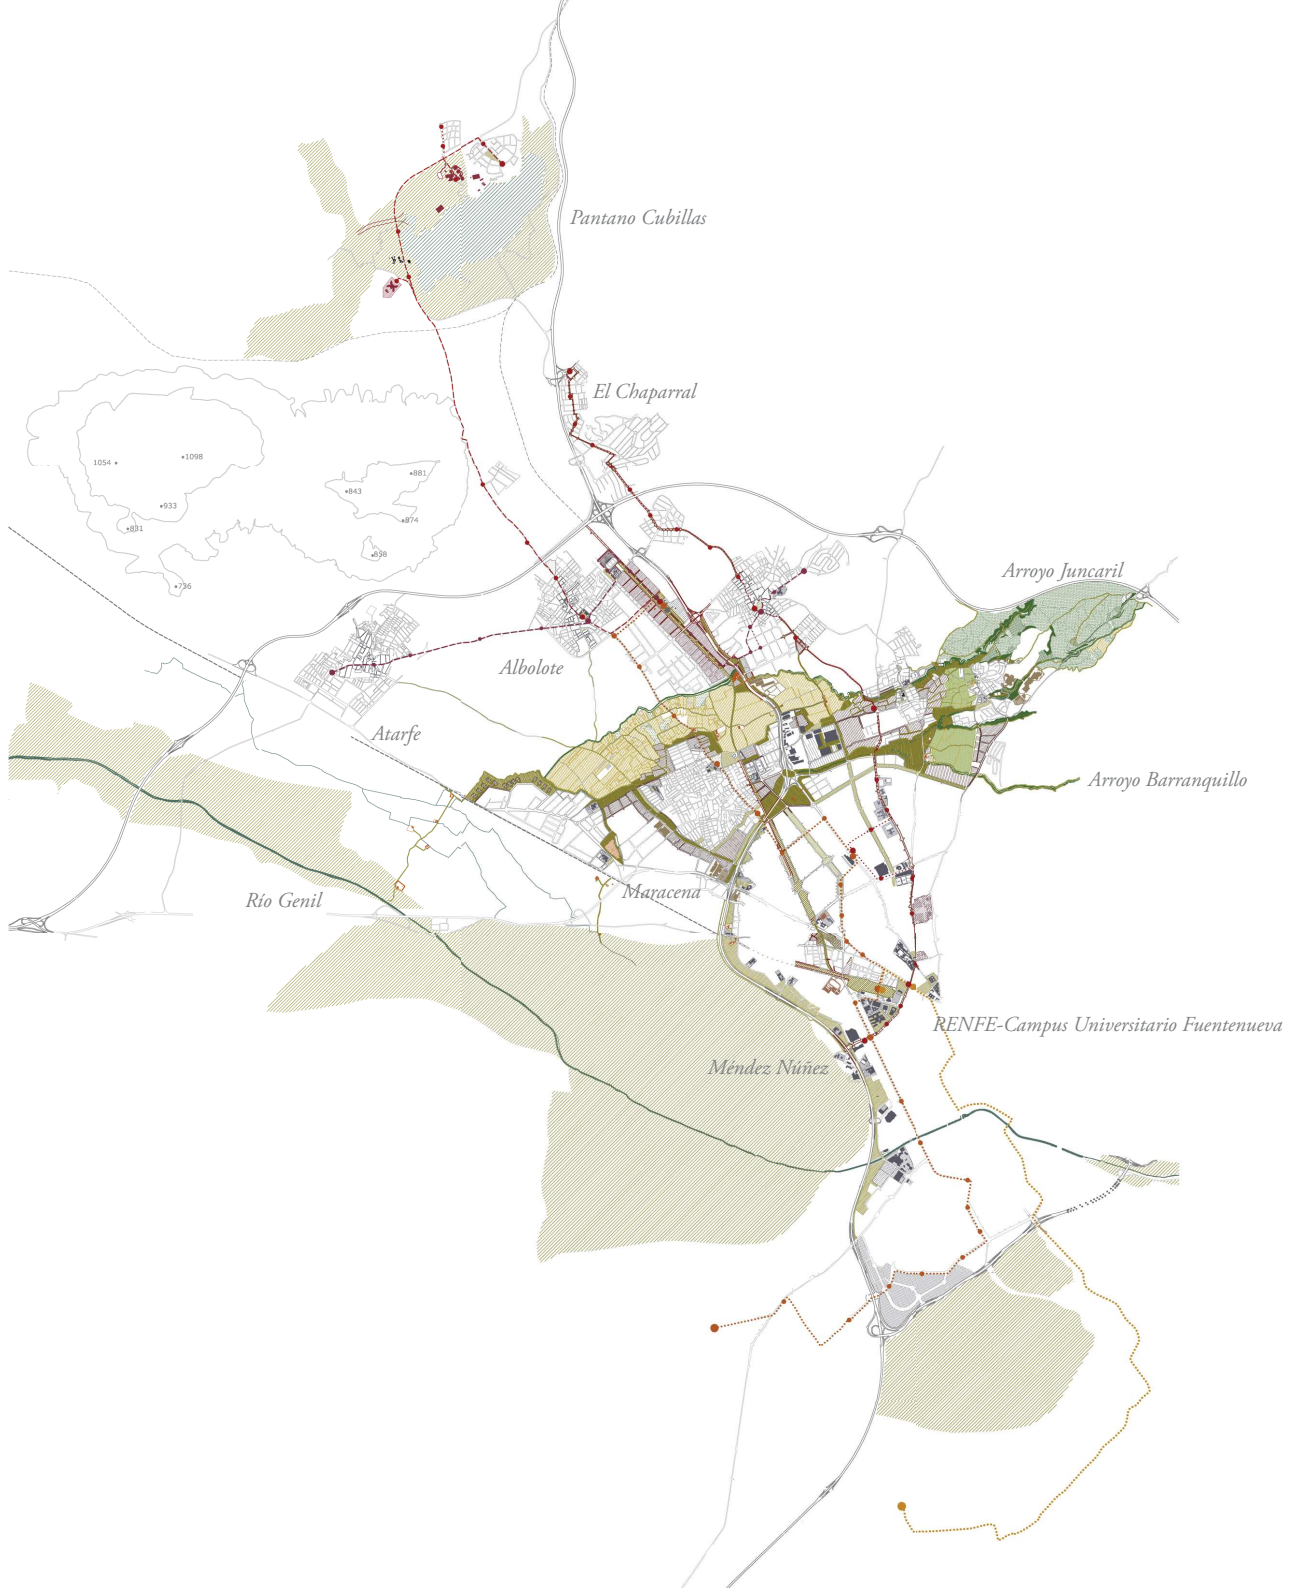 Pantano Cubillas
El Chaparral
1054
1098
881
843
933
874
831
858
736
Arroyo Juncaril
Albolote
Atarfe
Arroyo Barranquillo
Maracena
Río Genil
RENFE-Campus Universitario Fuentenueva
Méndez Núñez